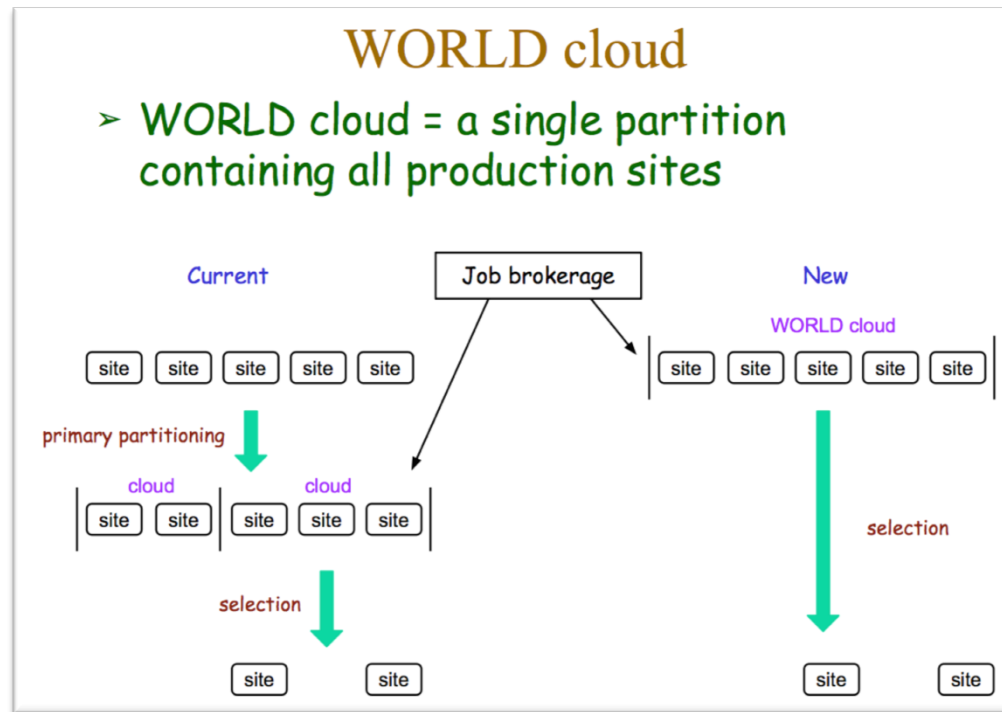 WORLD cloud
➢ WORLD cloud = a single partition
containing all production sites
Current
Job brokerage
New
WORLD cloud
site site site site site
site site site site site
primary partitioning
cloud cloud
site site site site site
selection
selection
site site
site site